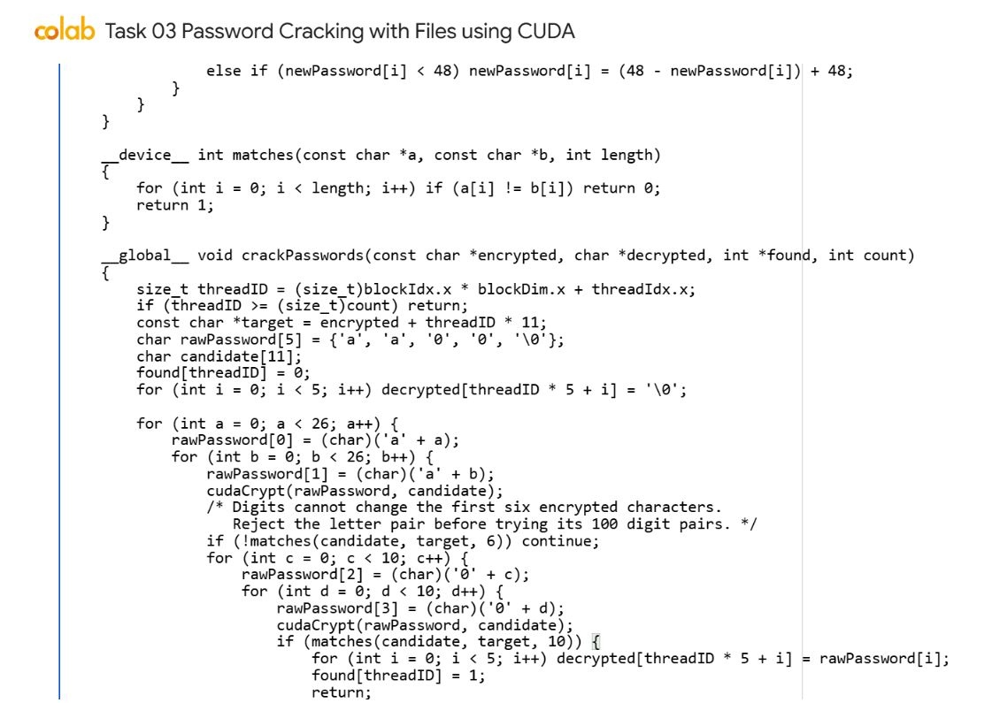 colab Task 03 Password Cracking with Files using CUDA
else if (newPassword[i] < 48) newPassword[i] = (48 - newPassword[i]) + 48;
}
}
}
__device__ int matches(const char *a, const char *b, int length)
{
for (int i = 0; i < length; i++) if (a[i] != b[i]) return 0;
return 1;
}
__global__ void crackPasswords(const char *encrypted, char *decrypted, int *found, int count)
{
size_t threadID = (size_t)blockIdx.x * blockDim.x + threadIdx.x;
if (threadID >= (size_t)count) return;
const char *target = encrypted + threadID * 11;
char rawPassword[5] = {'a', 'a', '0', '0', '\0'};
char candidate[11];
found[threadID] = 0;
for (int i = 0; i < 5; i++) decrypted[threadID * 5 + i] = '\0';
for (int a = 0; a < 26; a++) {
rawPassword[0] = (char)('a' + a);
for (int b = 0; b < 26; b++) {
rawPassword[1] = (char)('a' + b);
cudaCrypt(rawPassword, candidate);
/* Digits cannot change the first six encrypted characters.
Reject the letter pair before trying its 100 digit pairs. */
if (!matches(candidate, target, 6)) continue;
for (int c = 0; c < 10; c++) {
rawPassword[2] = (char)('0' + c);
for (int d = 0; d < 10; d++) {
rawPassword[3] = (char)('0' + d);
cudaCrypt(rawPassword, candidate);
if (matches(candidate, target, 10)) {
for (int i = 0; i < 5; i++) decrypted[threadID * 5 + i] = rawPassword[i];
found[threadID] = 1;
return;